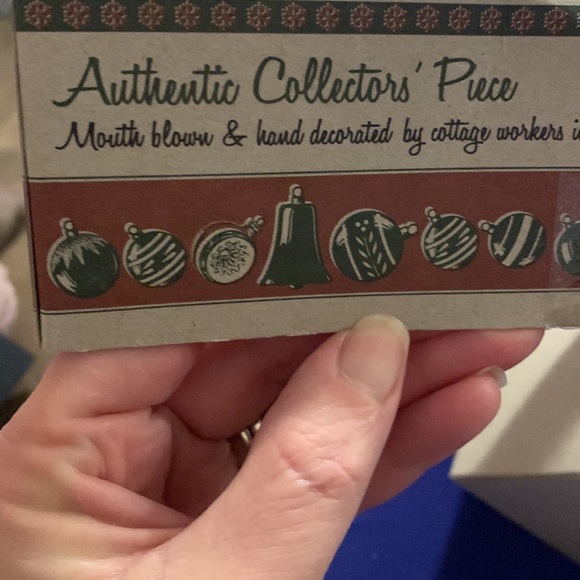 Authentic Collectors' Piece
Mouth blown & hand decorated by cottage workers